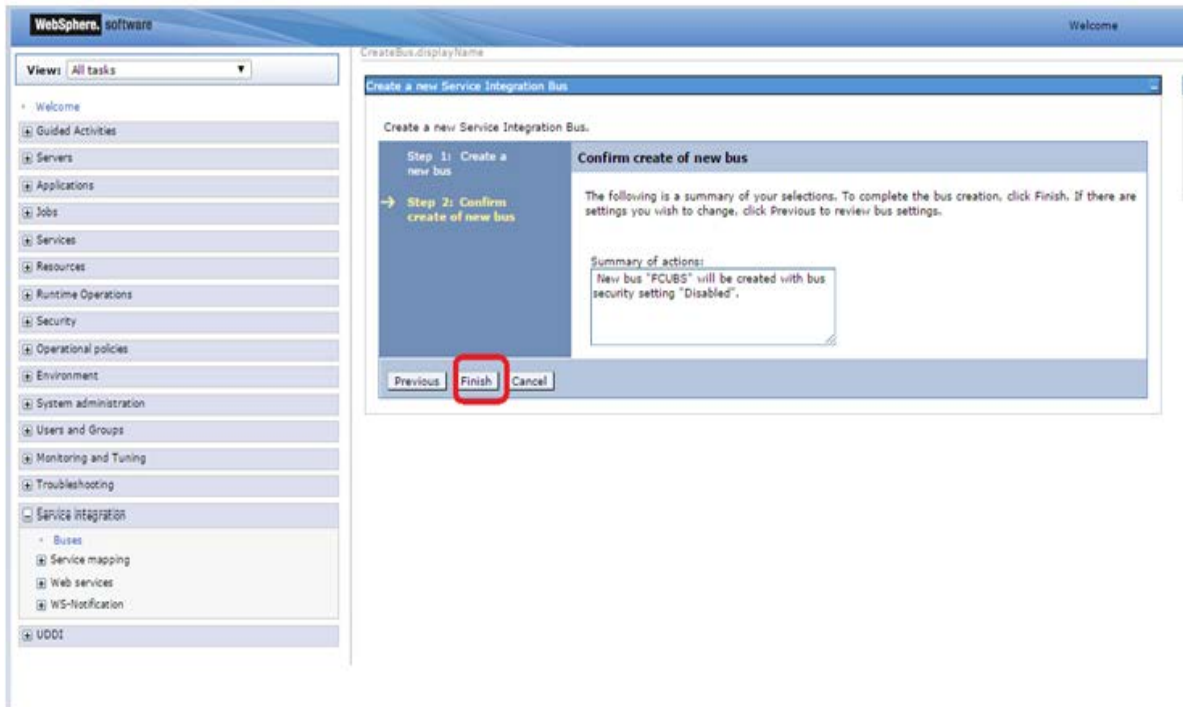 WebSphere. software
Welcome
View: All tasks
CreateBus.displayName
Welcome
Guided Activities
Servers
Applications
Jobs
Services
Resources
Runtime Operations
Security
Operational policies
Environment
System administration
Users and Groups
Monitoring and Tuning
Troubleshooting
Service integration
Buses
Service mapping
Web services
WS-Notification
UDDI
Create a new Service Integration Bus
Create a new Service Integration Bus.
Step 1: Create a
new bus
Step 2: Confirm
create of new bus
Confirm create of new bus
The following is a summary of your selections. To complete the bus creation, click Finish. If there are
settings you wish to change, click Previous to review bus settings.
Summary of actions:
New bus "FCUBS" will be created with bus
security setting "Disabled".
Previous Finish Cancel